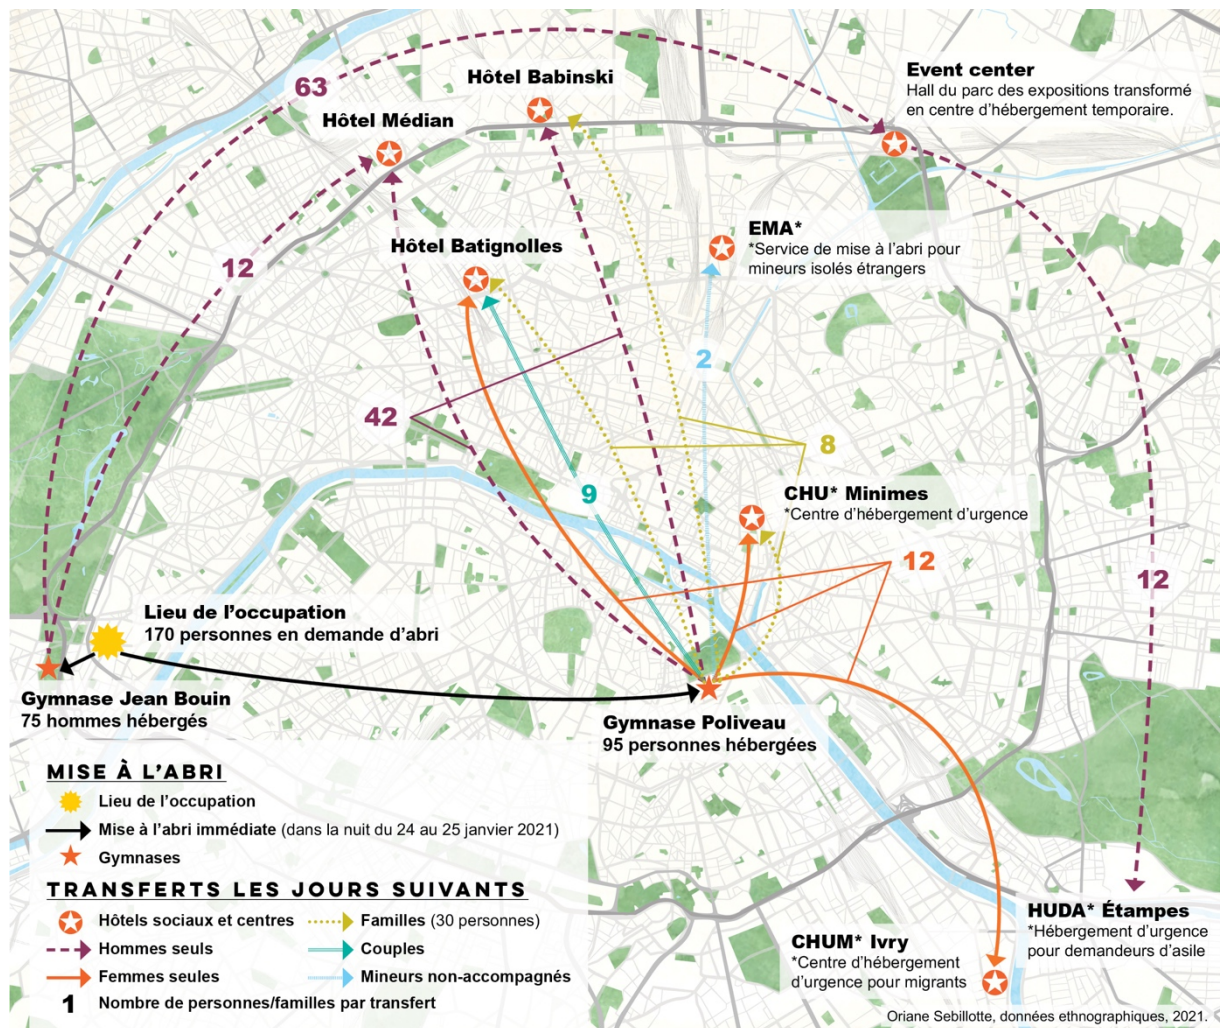 63
Hôtel Babinski
Event center
Hall du parc des expositions transformé
en centre d'hébergement temporaire.
Hôtel Médian
12
Hôtel Batignolles
EMA*
*Service de mise à l'abri pour
mineurs isolés étrangers
2
42
8
9
CHU* Minimes
*Centre d'hébergement d'urgence
12
12
Lieu de l'occupation
170 personnes en demande d'abri
Gymnase Jean Bouin
75 hommes hébergés
Gymnase Poliveau
95 personnes hébergées
MISE À L'ABRI
Lieu de l'occupation
Mise à l'abri immédiate (dans la nuit du 24 au 25 janvier 2021)
Gymnases
TRANSFERTS LES JOURS SUIVANTS
Hôtels sociaux et centres
Familles (30 personnes)
Hommes seuls
Couples
Femmes seules
Mineurs non-accompagnés
1 Nombre de personnes/familles par transfert
CHUM* Ivry
*Centre d'hébergement
d'urgence pour migrants
HUDA* Étampes
*Hébergement d'urgence
pour demandeurs d'asile
Oriane Sebillotte, données ethnographiques, 2021.